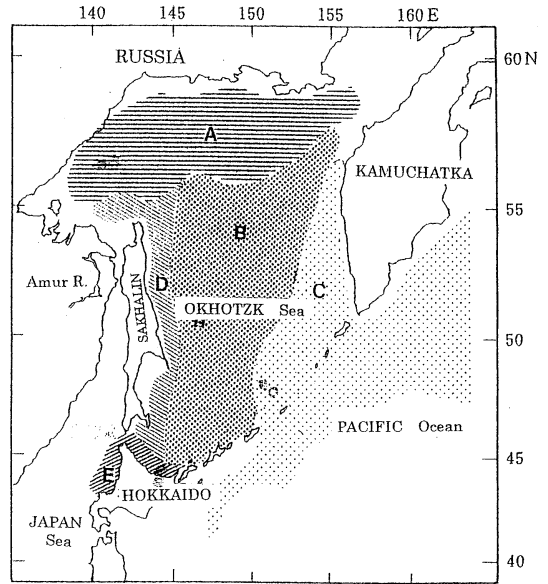 140 145 150 155 160 E
RUSSIA
60 N
A
KAMUCHATKA
55
B
Amur R.
SAKHALIN
D
C
OKHOTZK Sea
50
C
PACIFIC Ocean
45
E
HOKKAIDO
JAPAN
Sea
40